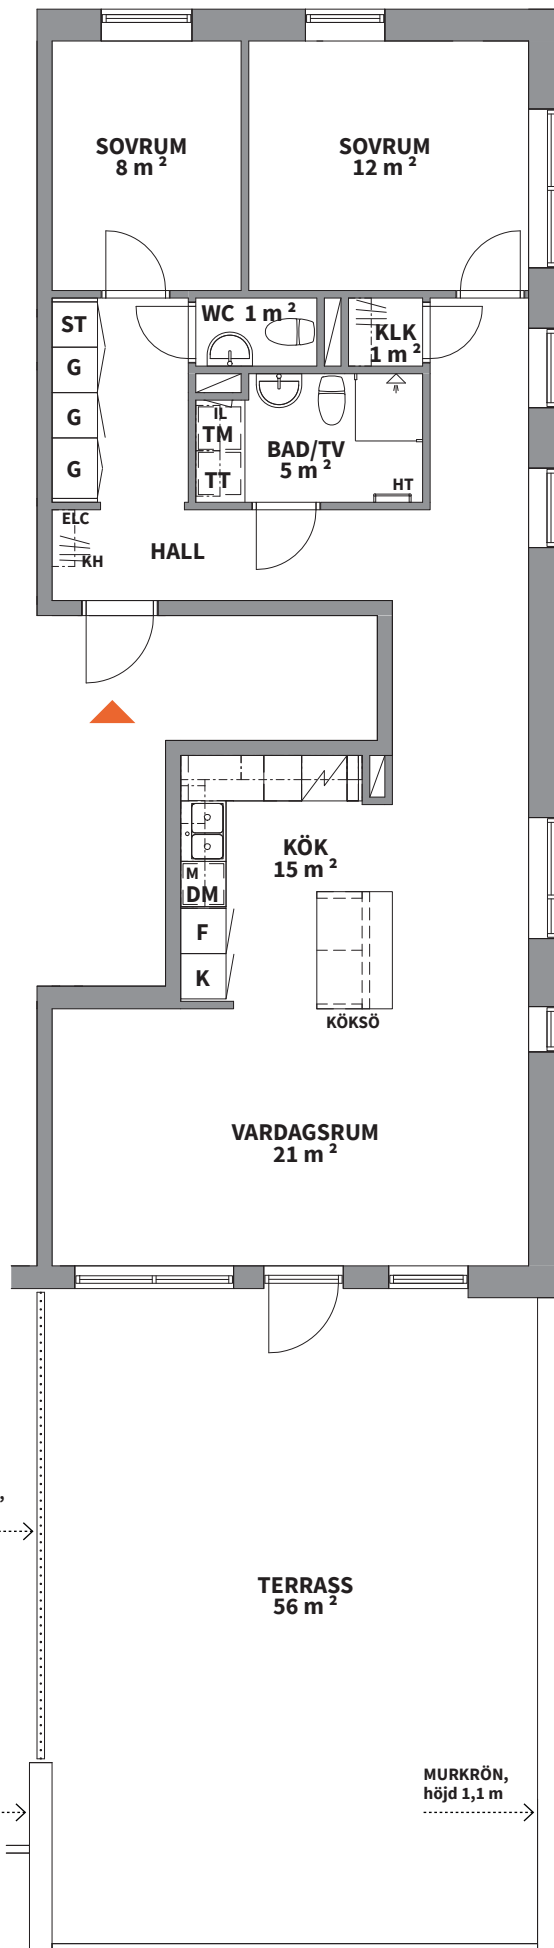 SOVRUM
8 m²
SOVRUM
12 m²
ST
WC 1 m²
KLK
1 m²
G
G
G
IL
TM
TT
BAD/TV
5 m²
HT
ELC
KH
HALL
KÖK
15 m²
M
DM
F
K
KÖKSÖ
VARDAGSRUM
21 m²
TERRASS
56 m²
MURKRÖN,
höjd 1,1 m